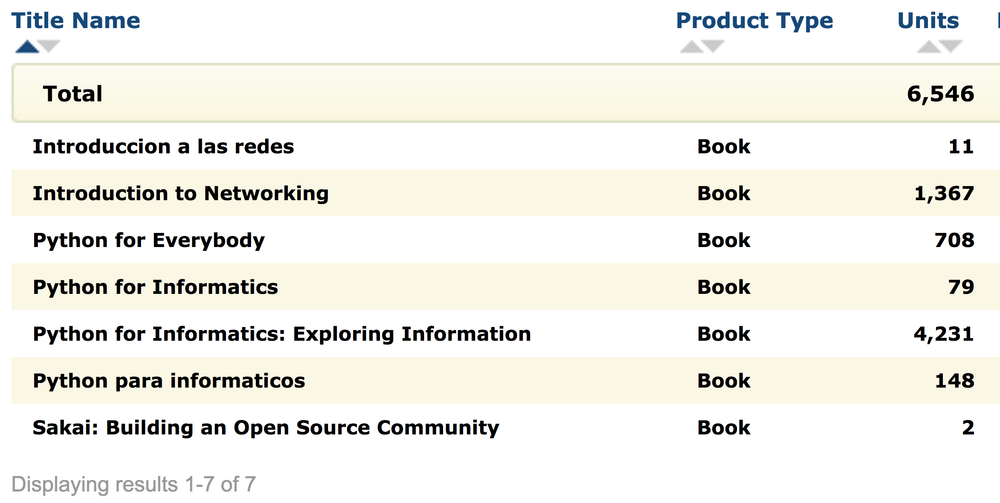 Title Name Product Type Units
Total 6,546
Introduccion a las redes Book 11
Introduction to Networking Book 1,367
Python for Everybody Book 708
Python for Informatics Book 79
Python for Informatics: Exploring Information Book 4,231
Python para informaticos Book 148
Sakai: Building an Open Source Community Book 2
Displaying results 1-7 of 7